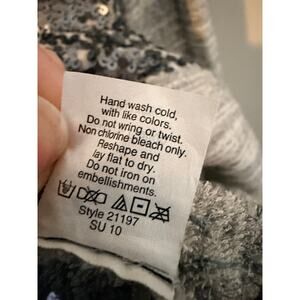 Hand wash cold,
with like colors.
Do not wring or twist.
Non chlorine bleach only.
Reshape and
lay flat to dry.
Do not iron on
embellishments.
Style 21197
SU 10